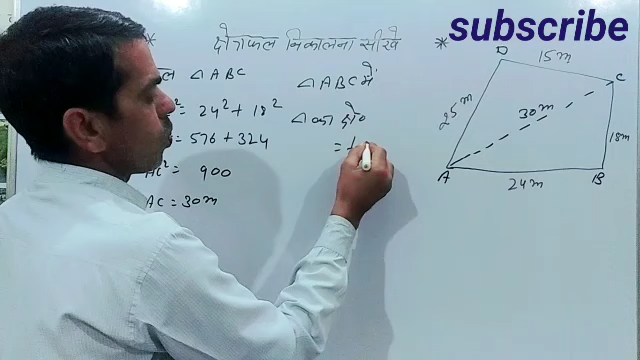 subscribe
* क्षेत्रफल निकालना सीखे *
△ABC
△ABC में
² = 24² + 18²
△ का क्षे०
= 576 + 324
=
AC² = 900
AC = 30m
D
15m
C
25m
30m
18m
A
24m
B